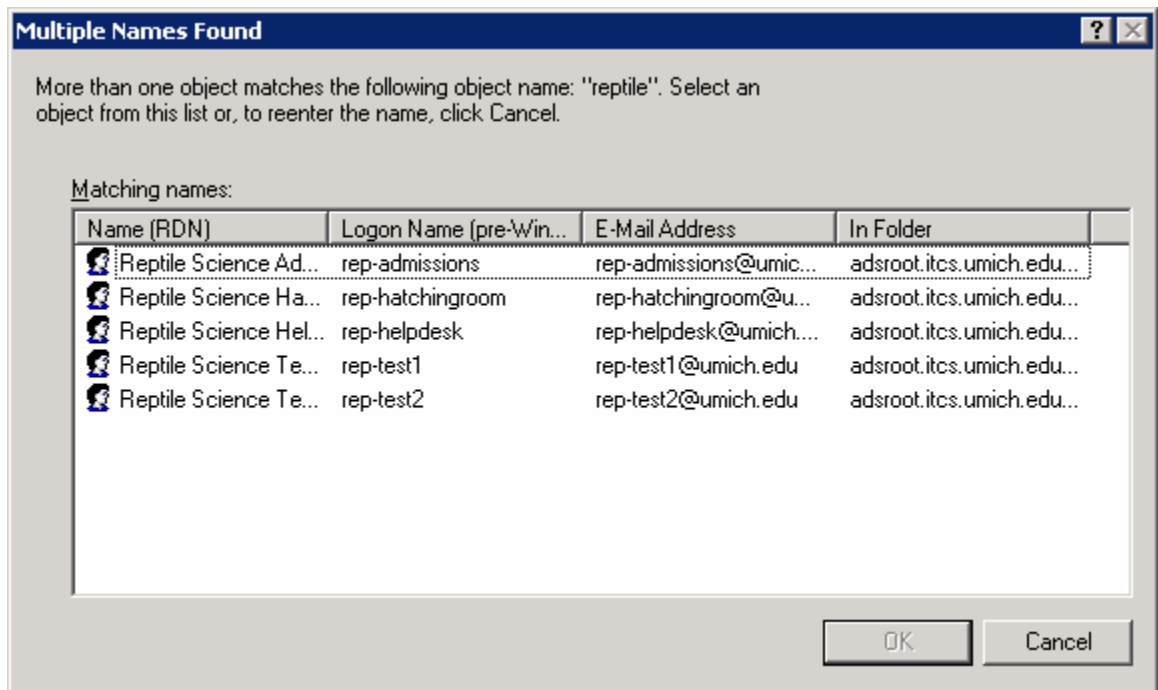 Multiple Names Found
More than one object matches the following object name: "reptile". Select an
object from this list or, to reenter the name, click Cancel.
Matching names:
Name (RDN) Logon Name (pre-Win... E-Mail Address In Folder
Reptile Science Ad... rep-admissions rep-admissions@umic... adsroot.itcs.umich.edu...
Reptile Science Ha... rep-hatchingroom rep-hatchingroom@u... adsroot.itcs.umich.edu...
Reptile Science Hel... rep-helpdesk rep-helpdesk@umich.... adsroot.itcs.umich.edu...
Reptile Science Te... rep-test1 rep-test1@umich.edu adsroot.itcs.umich.edu...
Reptile Science Te... rep-test2 rep-test2@umich.edu adsroot.itcs.umich.edu...
OK Cancel